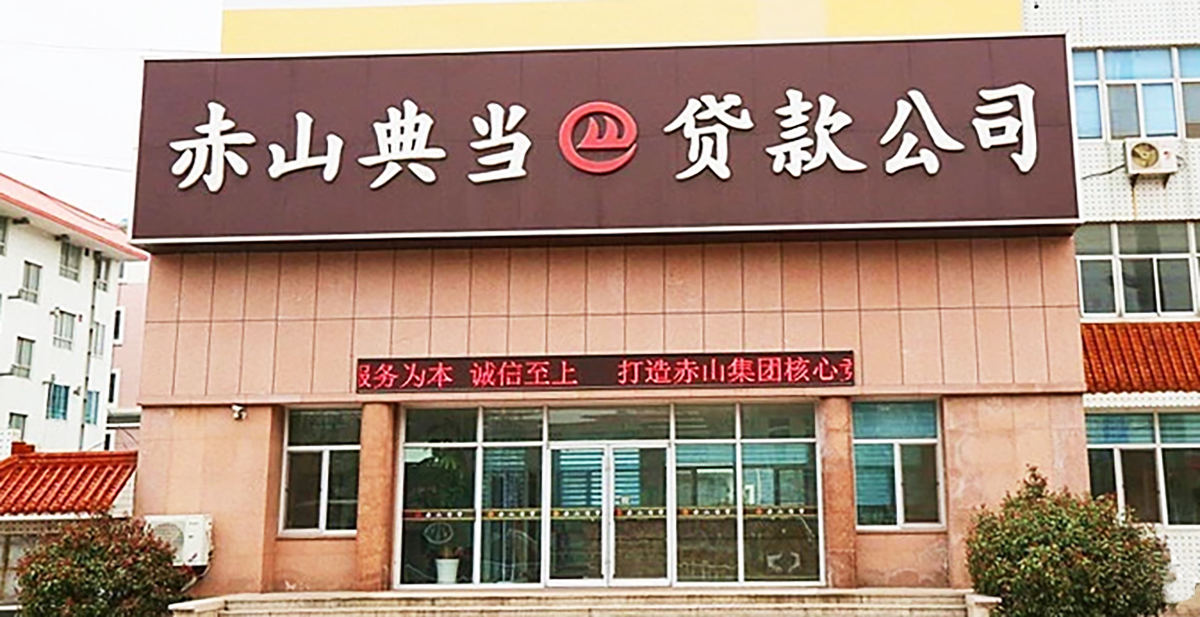 赤山典当 贷款公司
服务为本 诚信至上 打造赤山集团核心竞